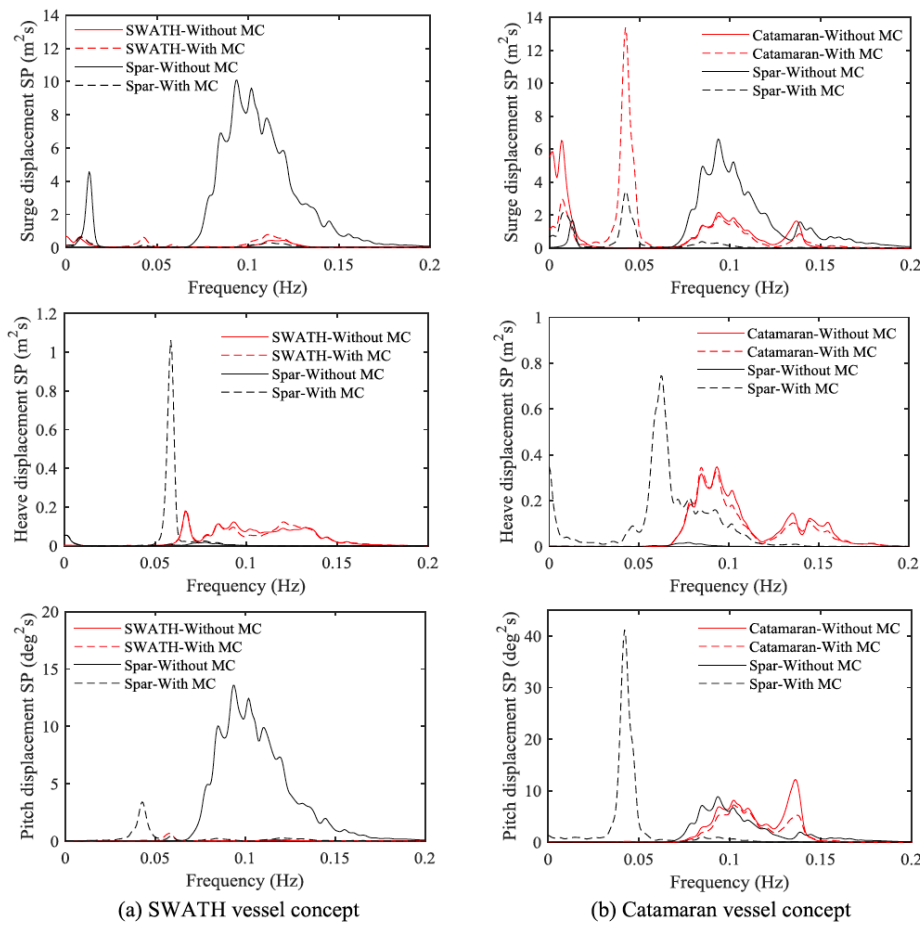 Surge displacement SP (m²s)
14
12
10
8
6
4
2
0
SWATH-Without MC
SWATH-With MC
Spar-Without MC
Spar-With MC
0 0.05 0.1 0.15 0.2
Frequency (Hz)
Surge displacement SP (m²s)
14
12
10
8
6
4
2
0
Catamaran-Without MC
Catamaran-With MC
Spar-Without MC
Spar-With MC
0 0.05 0.1 0.15 0.2
Frequency (Hz)
Heave displacement SP (m²s)
1.2
1
0.8
0.6
0.4
0.2
0
SWATH-Without MC
SWATH-With MC
Spar-Without MC
Spar-With MC
0 0.05 0.1 0.15 0.2
Frequency (Hz)
Heave displacement SP (m²s)
1
0.8
0.6
0.4
0.2
0
Catamaran-Without MC
Catamaran-With MC
Spar-Without MC
Spar-With MC
0 0.05 0.1 0.15 0.2
Frequency (Hz)
Pitch displacement SP (deg²s)
20
15
10
5
0
SWATH-Without MC
SWATH-With MC
Spar-Without MC
Spar-With MC
0 0.05 0.1 0.15 0.2
Frequency (Hz)
Pitch displacement SP (deg²s)
40
30
20
10
0
Catamaran-Without MC
Catamaran-With MC
Spar-Without MC
Spar-With MC
0 0.05 0.1 0.15 0.2
Frequency (Hz)
(a) SWATH vessel concept
(b) Catamaran vessel concept